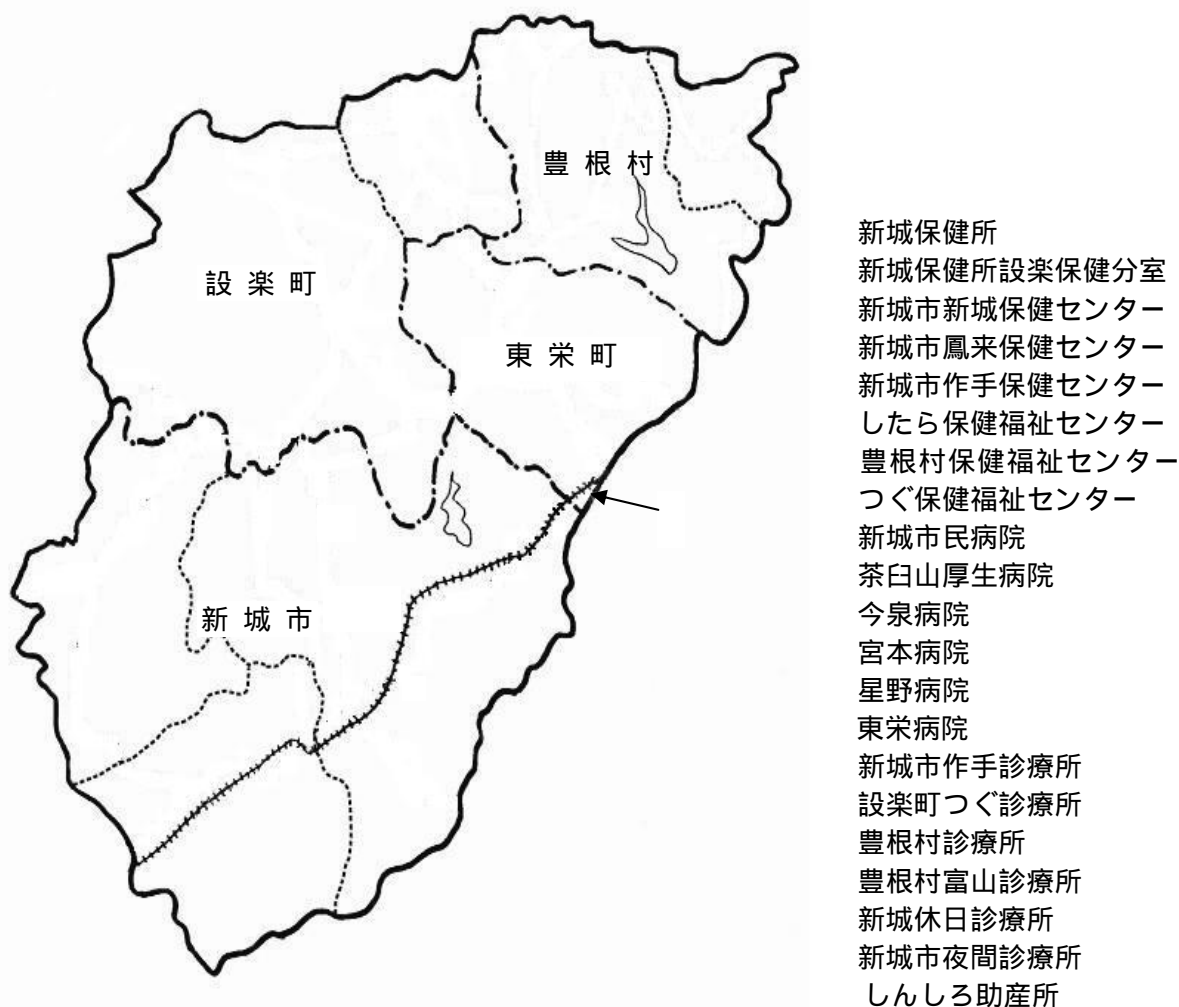 豊根村
設楽町
東栄町
新城市
新城保健所
新城保健所設楽保健分室
新城市新城保健センター
新城市鳳来保健センター
新城市作手保健センター
したら保健福祉センター
豊根村保健福祉センター
つぐ保健福祉センター
新城市民病院
茶臼山厚生病院
今泉病院
宮本病院
星野病院
東栄病院
新城市作手診療所
設楽町つぐ診療所
豊根村診療所
豊根村富山診療所
新城休日診療所
新城市夜間診療所
しんしろ助産所